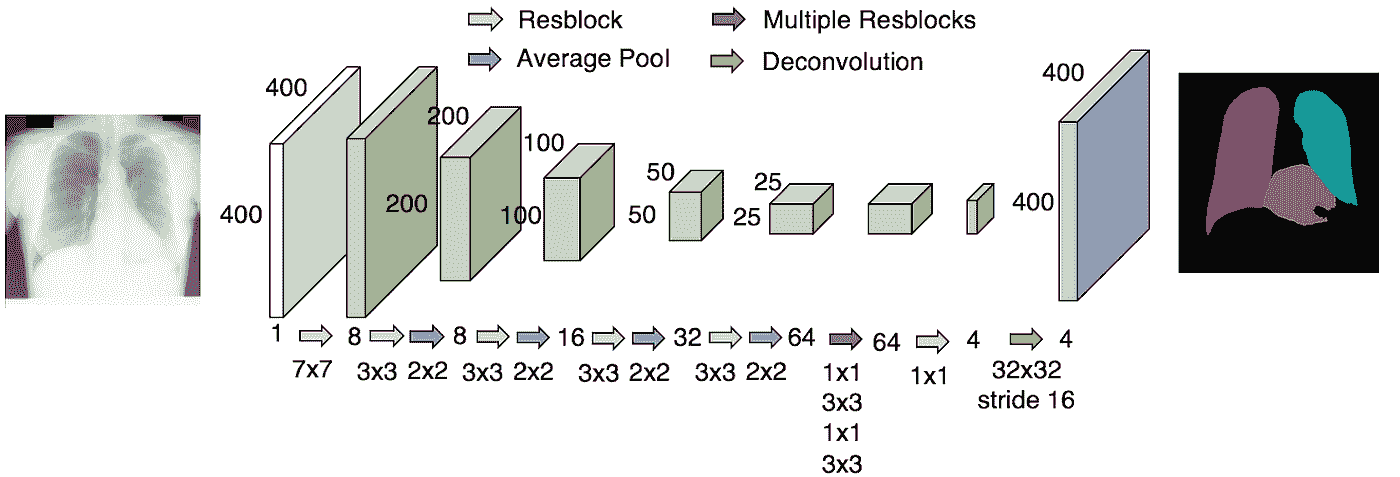 Resblock
Multiple Resblocks
Average Pool
Deconvolution
400
400
200
200
100
100
50
50
25
25
400
400
1
8
8
16
32
64
64
4
4
7x7
3x3
2x2
3x3
2x2
3x3
2x2
3x3
2x2
1x1
3x3
1x1
3x3
1x1
32x32
stride 16